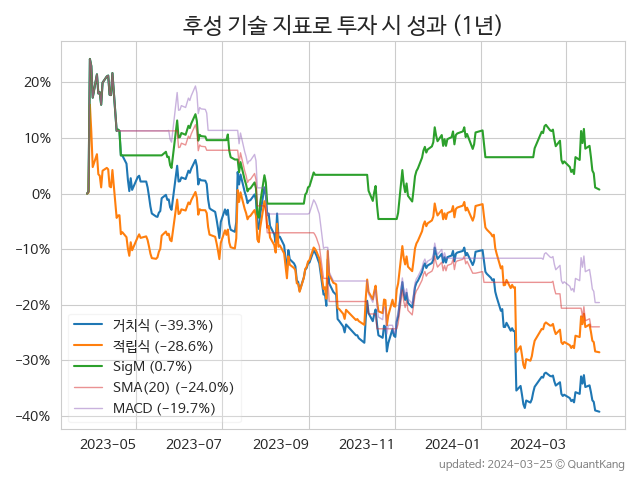 후성 기술 지표로 투자 시 성과 (1년)
20%
10%
0%
−10%
−20%
−30%
−40%
거치식 (−39.3%)
적립식 (−28.6%)
SigM (0.7%)
SMA(20) (−24.0%)
MACD (−19.7%)
2023−05 2023−07 2023−09 2023−11 2024−01 2024−03
updated: 2024−03−25 © QuantKang